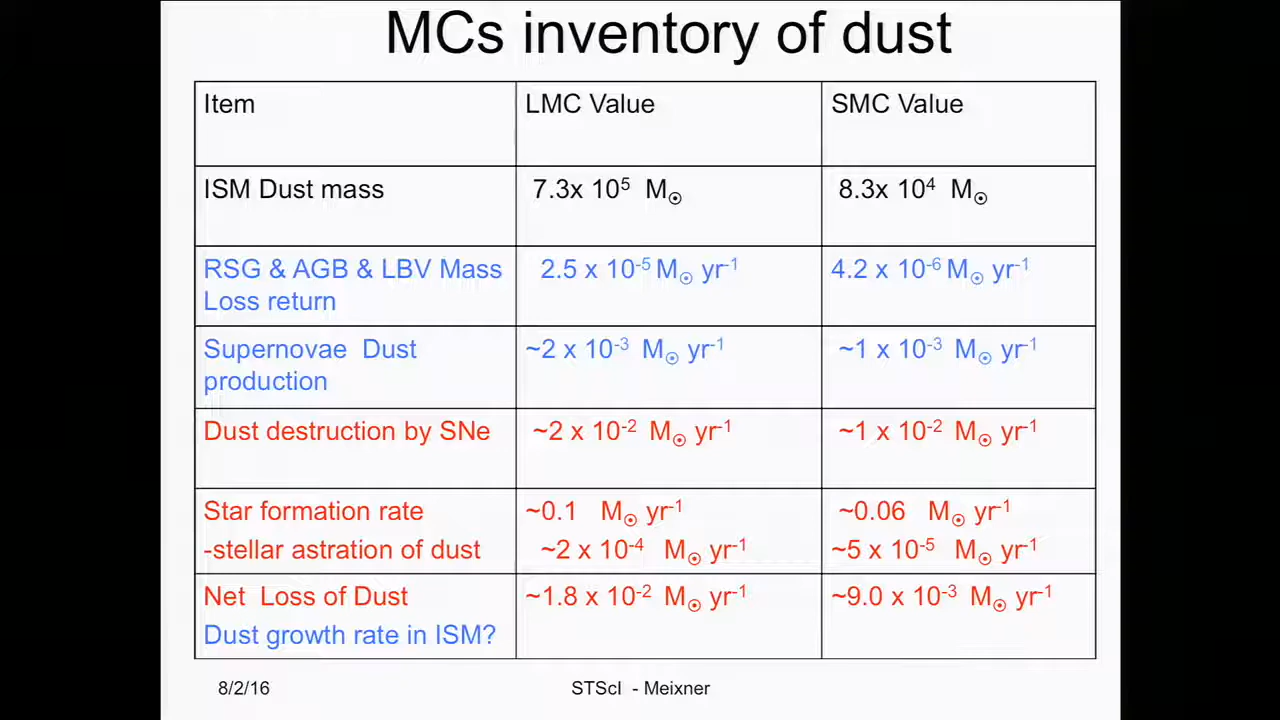 MCs inventory of dust
Item LMC Value SMC Value
ISM Dust mass 7.3x 10⁵ M☉ 8.3x 10⁴ M☉
RSG & AGB & LBV Mass 2.5 x 10⁻⁵ M☉ yr⁻¹ 4.2 x 10⁻⁶ M☉ yr⁻¹
Loss return
Supernovae Dust ~2 x 10⁻³ M☉ yr⁻¹ ~1 x 10⁻³ M☉ yr⁻¹
production
Dust destruction by SNe ~2 x 10⁻² M☉ yr⁻¹ ~1 x 10⁻² M☉ yr⁻¹
Star formation rate ~0.1 M☉ yr⁻¹ ~0.06 M☉ yr⁻¹
-stellar astration of dust ~2 x 10⁻⁴ M☉ yr⁻¹ ~5 x 10⁻⁵ M☉ yr⁻¹
Net Loss of Dust ~1.8 x 10⁻² M☉ yr⁻¹ ~9.0 x 10⁻³ M☉ yr⁻¹
Dust growth rate in ISM?
8/2/16 STScI - Meixner